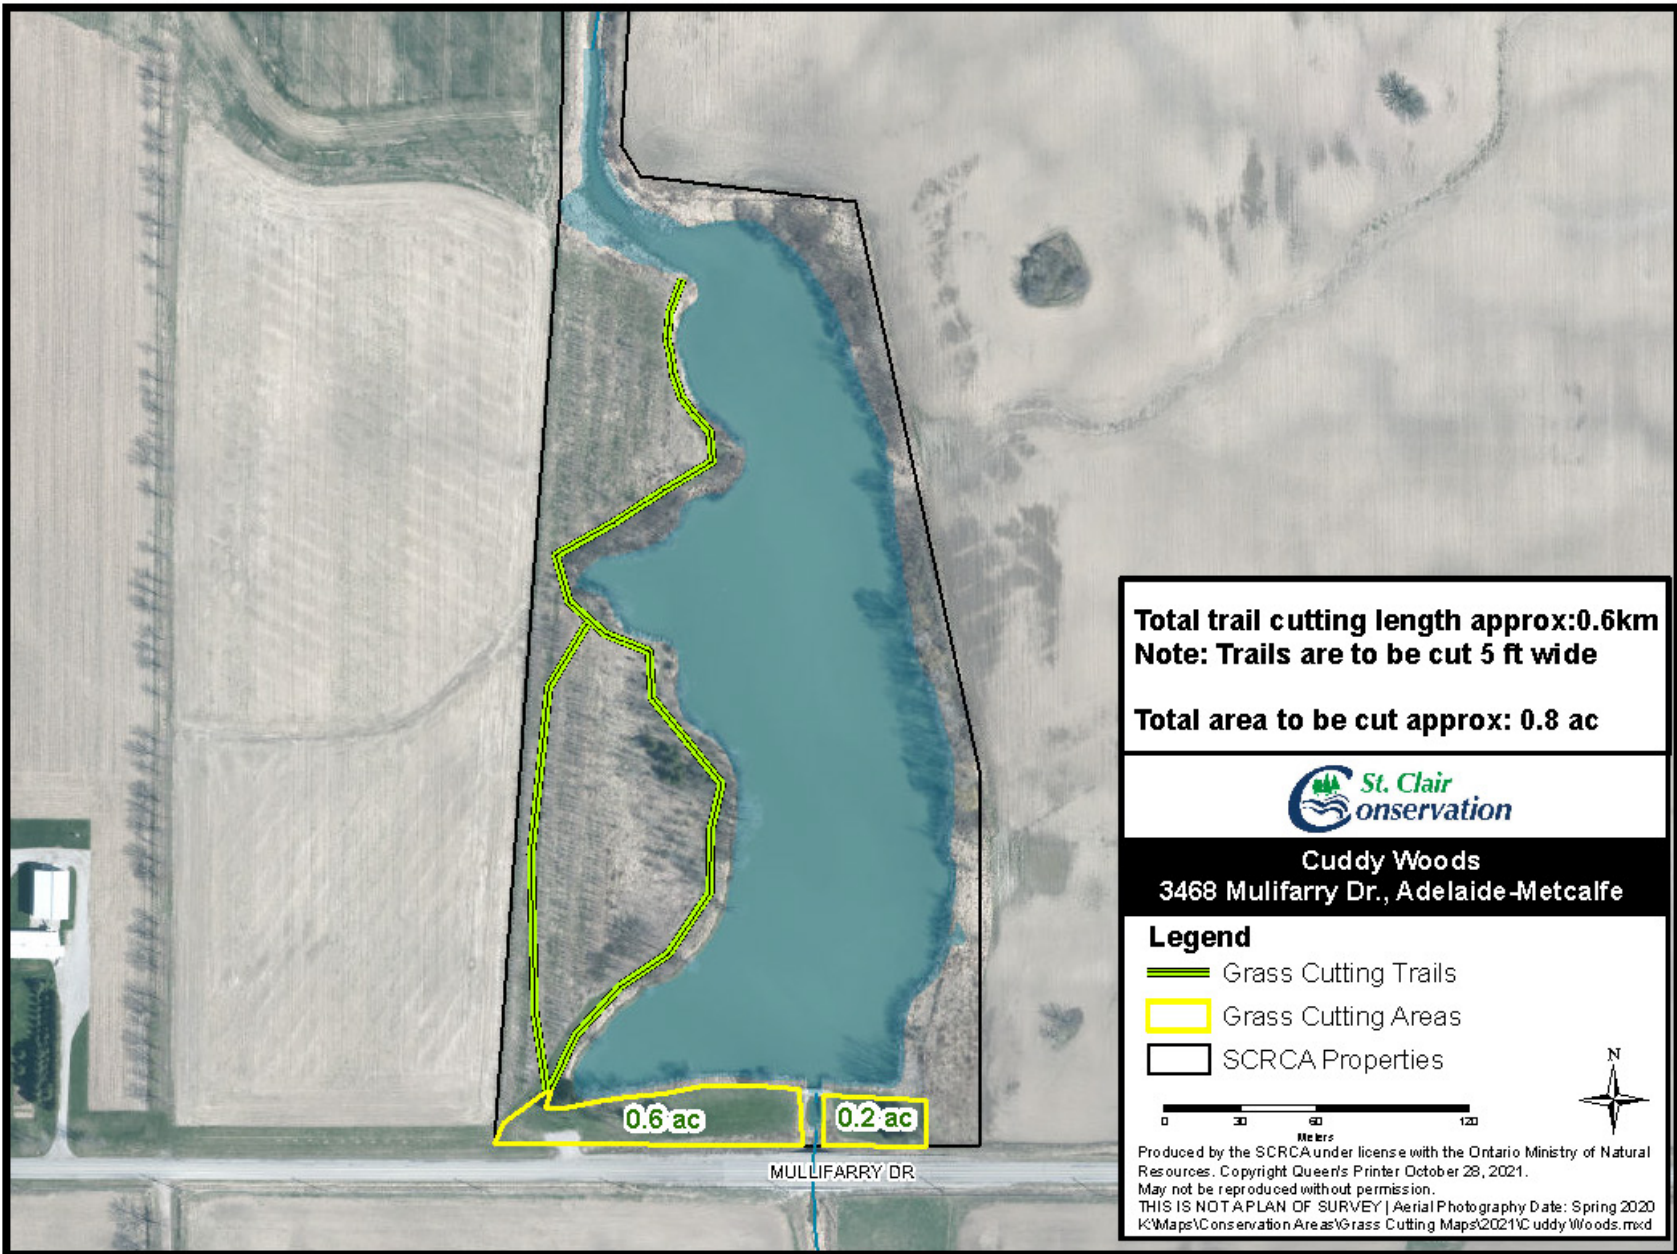 0.6 ac
0.2 ac
MULLIFARRY DR
Total trail cutting length approx:0.6km
Note: Trails are to be cut 5 ft wide
Total area to be cut approx: 0.8 ac
St. Clair
Conservation
Cuddy Woods
3468 Mulifarry Dr., Adelaide-Metcalfe
Legend
Grass Cutting Trails
Grass Cutting Areas
SCRCA Properties
N
0 30 60 120
Meters
Produced by the SCRCA under license with the Ontario Ministry of Natural
Resources. Copyright Queen's Printer October 28, 2021.
May not be reproduced without permission.
THIS IS NOT A PLAN OF SURVEY | Aerial Photography Date: Spring 2020
K:\Maps\Conservation Areas\Grass Cutting Maps\2021\Cuddy Woods.mxd